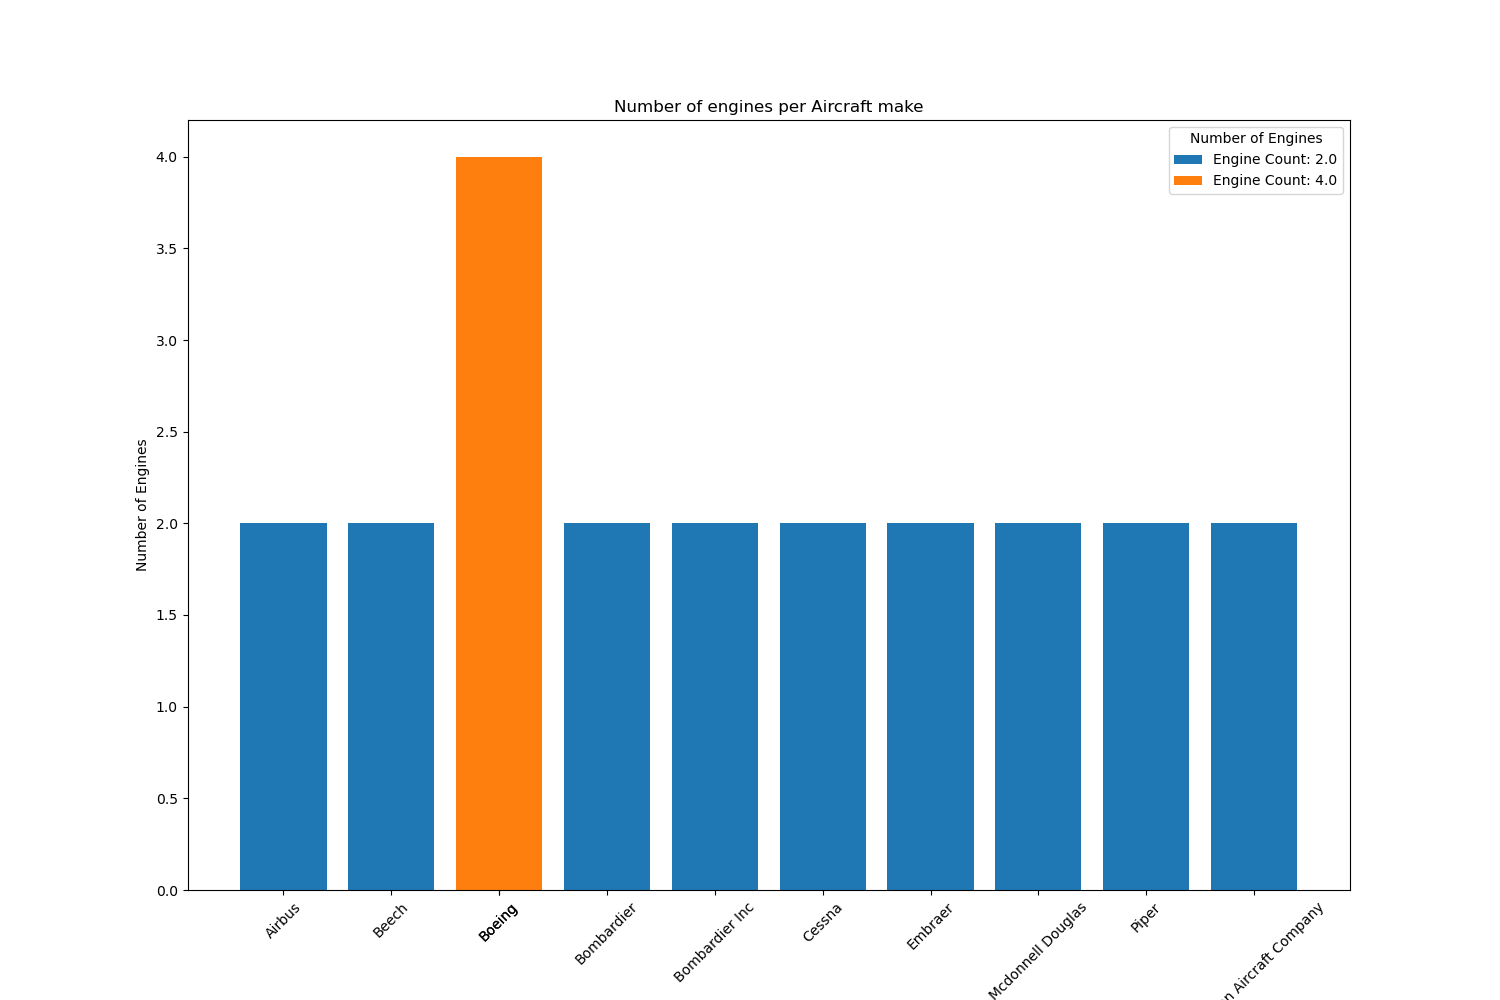 Number of engines per Aircraft make
Number of Engines
Engine Count: 2.0
Engine Count: 4.0
Number of Engines
4.0
3.5
3.0
2.5
2.0
1.5
1.0
0.5
0.0
Airbus
Beech
Boeing
Bombardier
Bombardier Inc
Cessna
Embraer
Mcdonnell Douglas
Piper
Aircraft Company